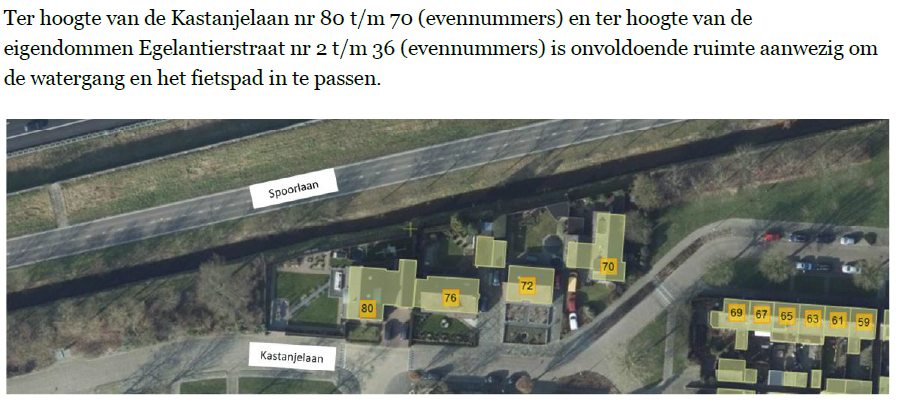 Ter hoogte van de Kastanjelaan nr 80 t/m 70 (evennummers) en ter hoogte van de
eigendommen Egelantierstraat nr 2 t/m 36 (evennummers) is onvoldoende ruimte aanwezig om
de watergang en het fietspad in te passen.
Spoorlaan
70
72
76
80
69 67 65 63 61 59
Kastanjelaan